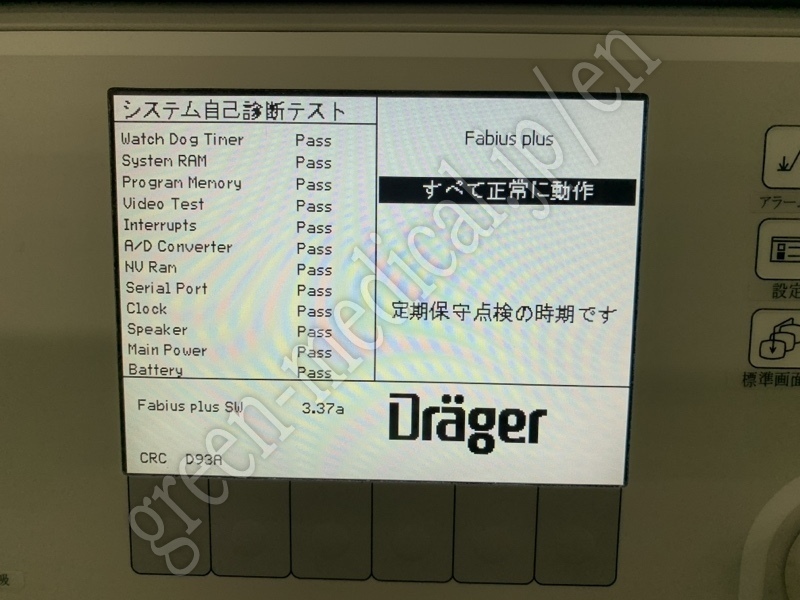 システム自己診断テスト
Watch Dog Timer Pass
System RAM Pass
Program Memory Pass
Video Test Pass
Interrupts Pass
A/D Converter Pass
NV Ram Pass
Serial Port Pass
Clock Pass
Speaker Pass
Main Power Pass
Battery Pass
Fabius plus
すべて正常に動作
定期保守点検の時期です
Fabius plus SW 3.37a
CRC D93A
Dräger
アラーム
設定
標準画面
green-medical.jp/en